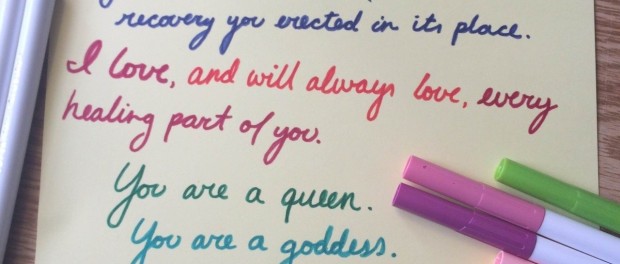 recovery you erected in its place.
I love, and will always love, every
healing part of you.
You are a queen.
You are a goddess.